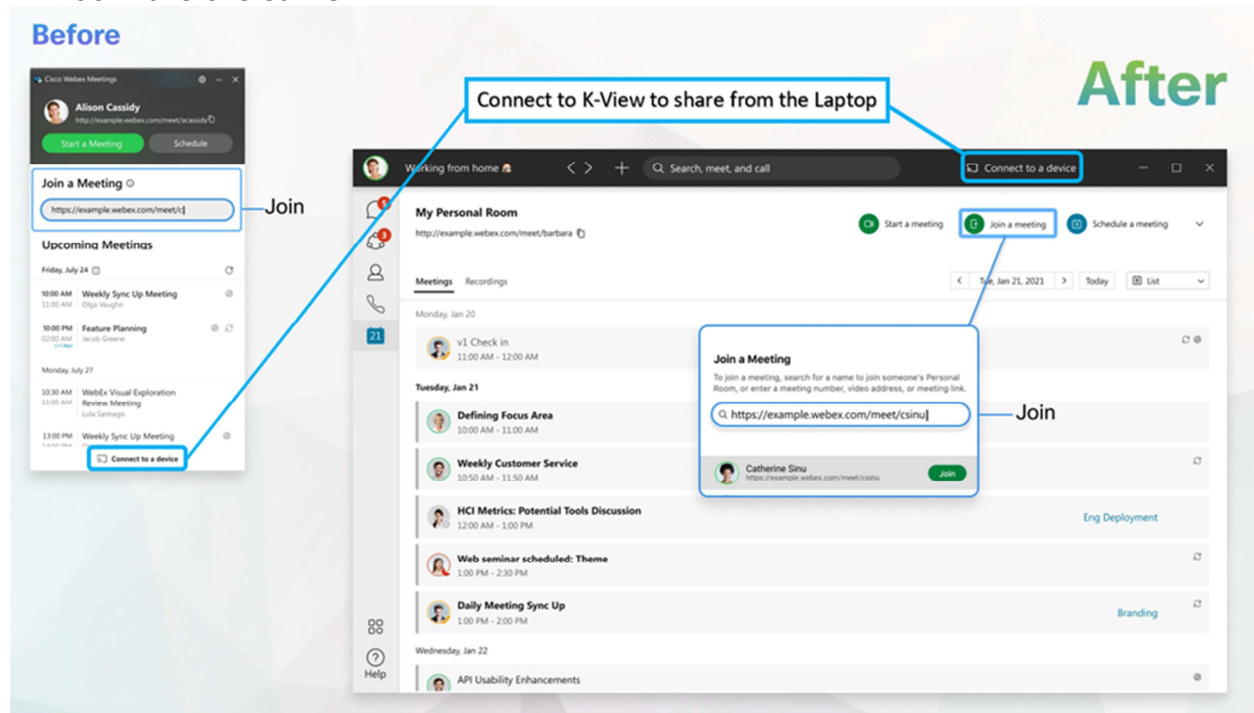 Before
After
Connect to K-View to share from the Laptop
Cisco Webex Meetings
Alison Cassidy
http://example.webex.com/meet/acassidy
Start a Meeting
Schedule
Join a Meeting
https://example.webex.com/meet/c
Join
Upcoming Meetings
Friday, July 24
10:00 AM Weekly Sync Up Meeting
11:00 AM Olga Vaughn
10:00 PM Feature Planning
02:00 AM Jacob Greene
Monday, July 27
10:30 AM WebEx Visual Exploration
11:00 AM Review Meeting
Lula Santiago
13:00 PM Weekly Sync Up Meeting
Connect to a device
Working from home
Search, meet, and call
Connect to a device
5
3
21
Help
My Personal Room
http://example.webex.com/meet/barbara
Start a meeting
Join a meeting
Schedule a meeting
Meetings
Recordings
Tue, Jan 21, 2021
Today
List
Monday, Jan 20
v1 Check in
11:00 AM - 12:00 AM
Tuesday, Jan 21
Defining Focus Area
10:00 AM - 11:00 AM
Weekly Customer Service
10:50 AM - 11:50 AM
HCI Metrics: Potential Tools Discussion
12:00 AM - 1:00 PM
Eng Deployment
Web seminar scheduled: Theme
1:00 PM - 2:30 PM
Daily Meeting Sync Up
1:00 PM - 2:00 PM
Branding
Wednesday, Jan 22
API Usability Enhancements
Join a Meeting
To join a meeting, search for a name to join someone's Personal
Room, or enter a meeting number, video address, or meeting link.
https://example.webex.com/meet/csinu
Join
Catherine Sinu
https://example.webex.com/meet/csinu
Join